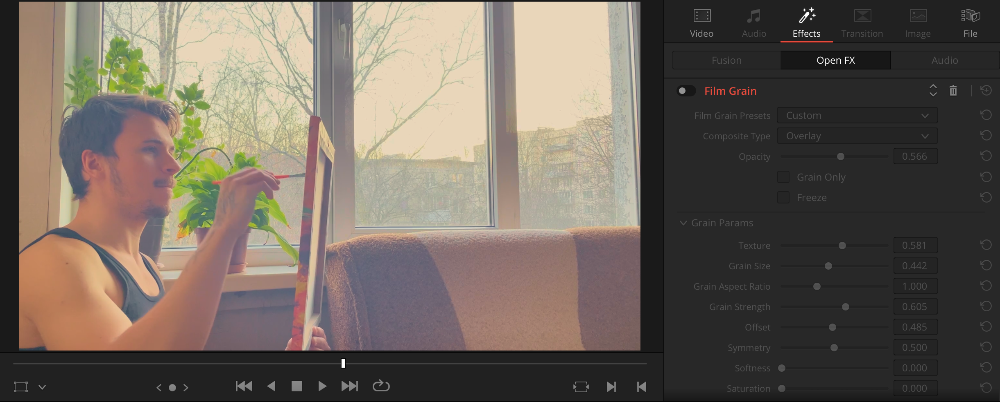 Video Audio Effects Transition Image File
Fusion Open FX Audio
Film Grain
Film Grain Presets Custom
Composite Type Overlay
Opacity 0.566
Grain Only
Freeze
Grain Params
Texture 0.581
Grain Size 0.442
Grain Aspect Ratio 1.000
Grain Strength 0.605
Offset 0.485
Symmetry 0.500
Softness 0.000
Saturation 0.000